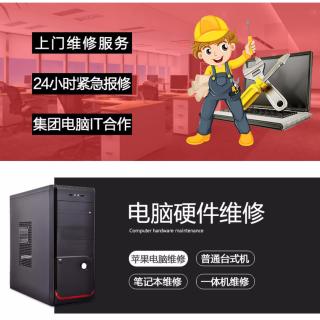 上门维修服务
24小时紧急报修
集团电脑IT合作
电脑硬件维修
Computer hardware maintenance
苹果电脑维修 普通台式机
笔记本维修 一体机维修